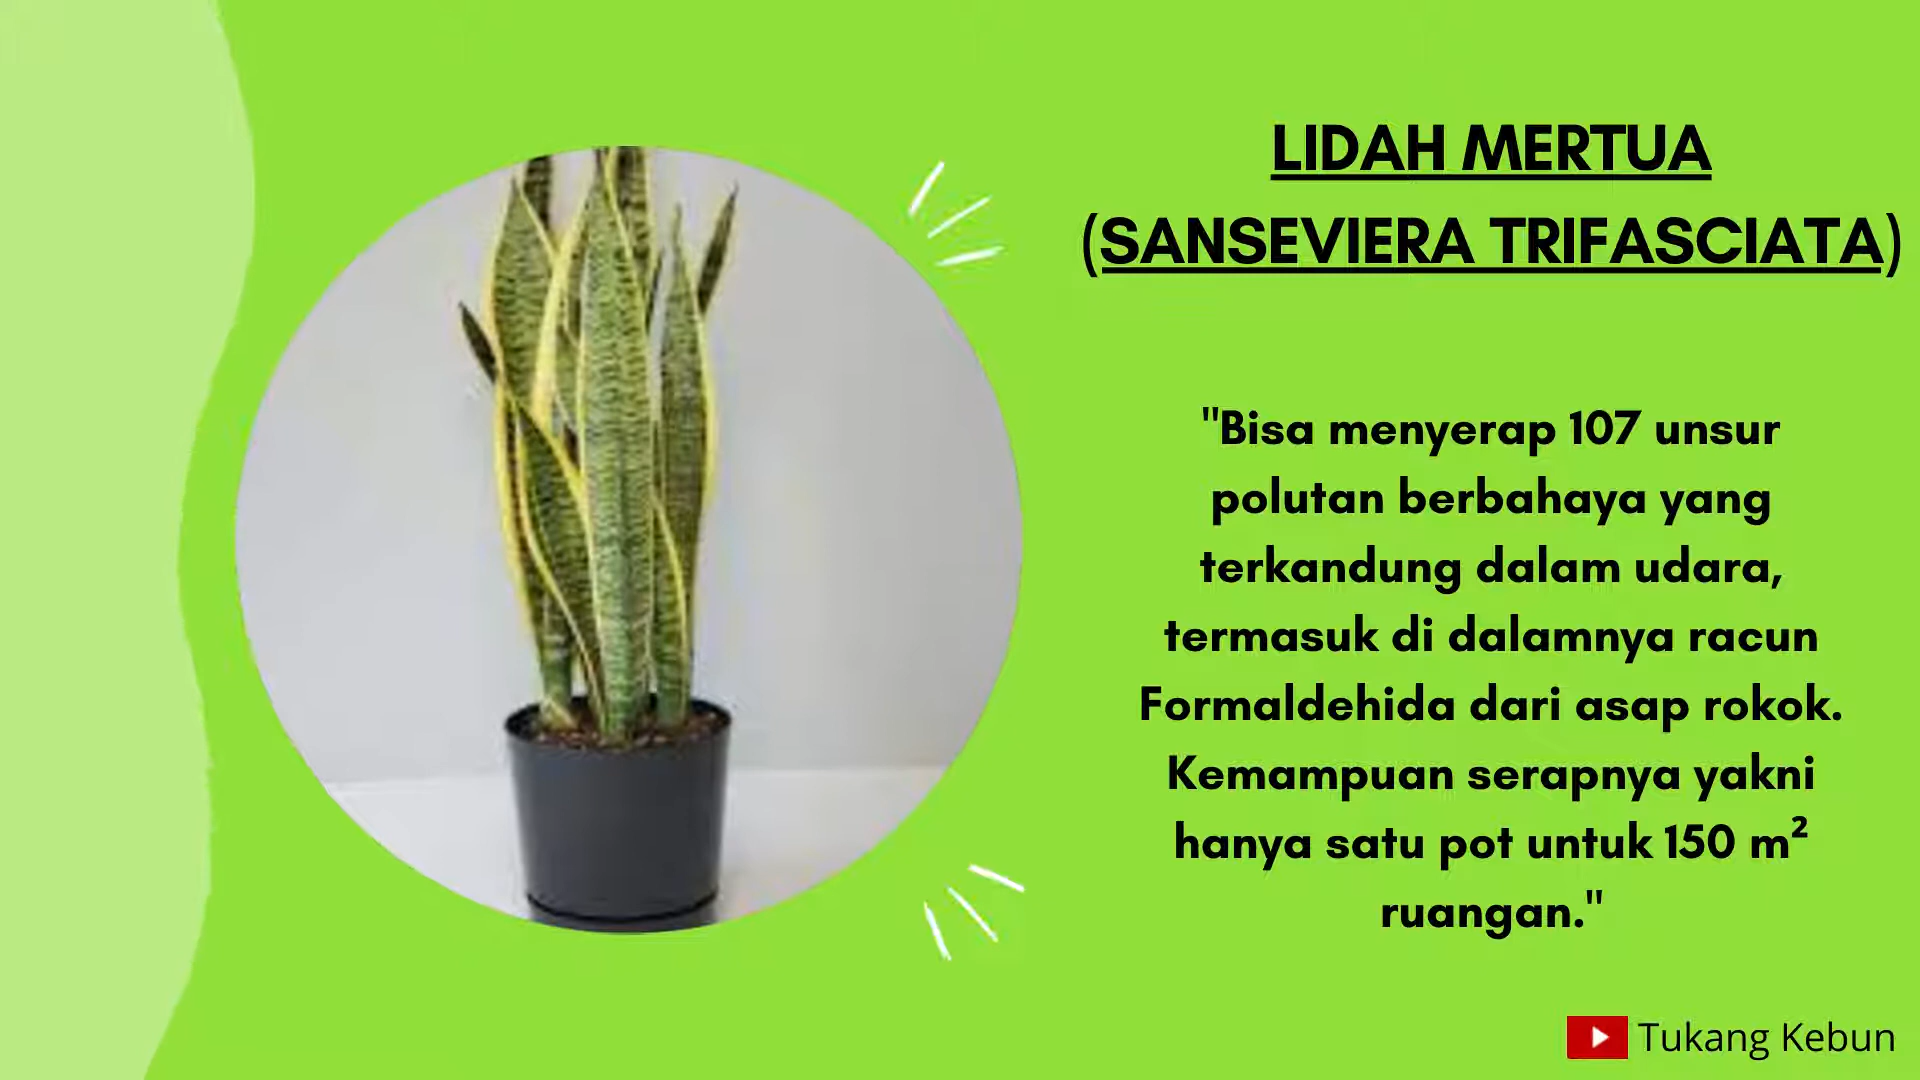 LIDAH MERTUA
(SANSEVIERA TRIFASCIATA)
"Bisa menyerap 107 unsur
polutan berbahaya yang
terkandung dalam udara,
termasuk di dalamnya racun
Formaldehida dari asap rokok.
Kemampuan serapnya yakni
hanya satu pot untuk 150 m²
ruangan."
Tukang Kebun